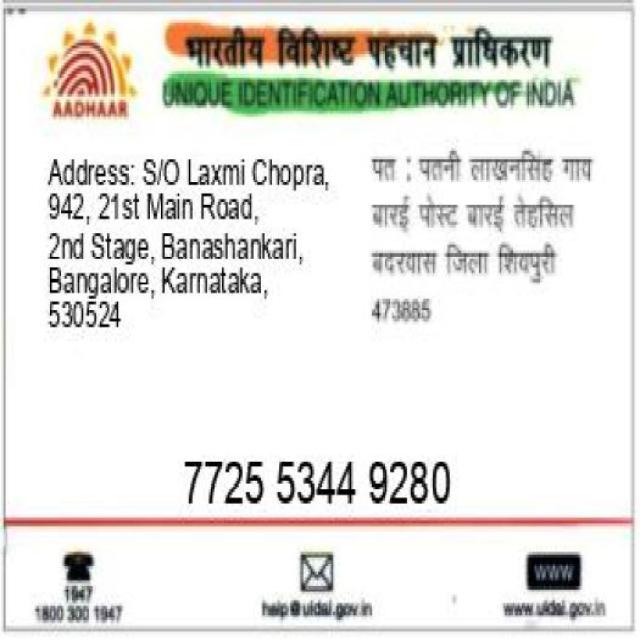 भारतीय विशिष्ट पहचान प्राधिकरण
AADHAAR
UNIQUE IDENTIFICATION AUTHORITY OF INDIA
Address: S/O Laxmi Chopra,
942, 21st Main Road,
2nd Stage, Banashankari,
Bangalore, Karnataka,
530524
पत : पतनी लाखनसिंह गाव
बारई पोस्ट बारई तेहसिल
बदरवास जिला शिवपुरी
473885
7725 5344 9280
1947
1800 300 1947
help@uidai.gov.in
WWW
www.uidai.gov.in